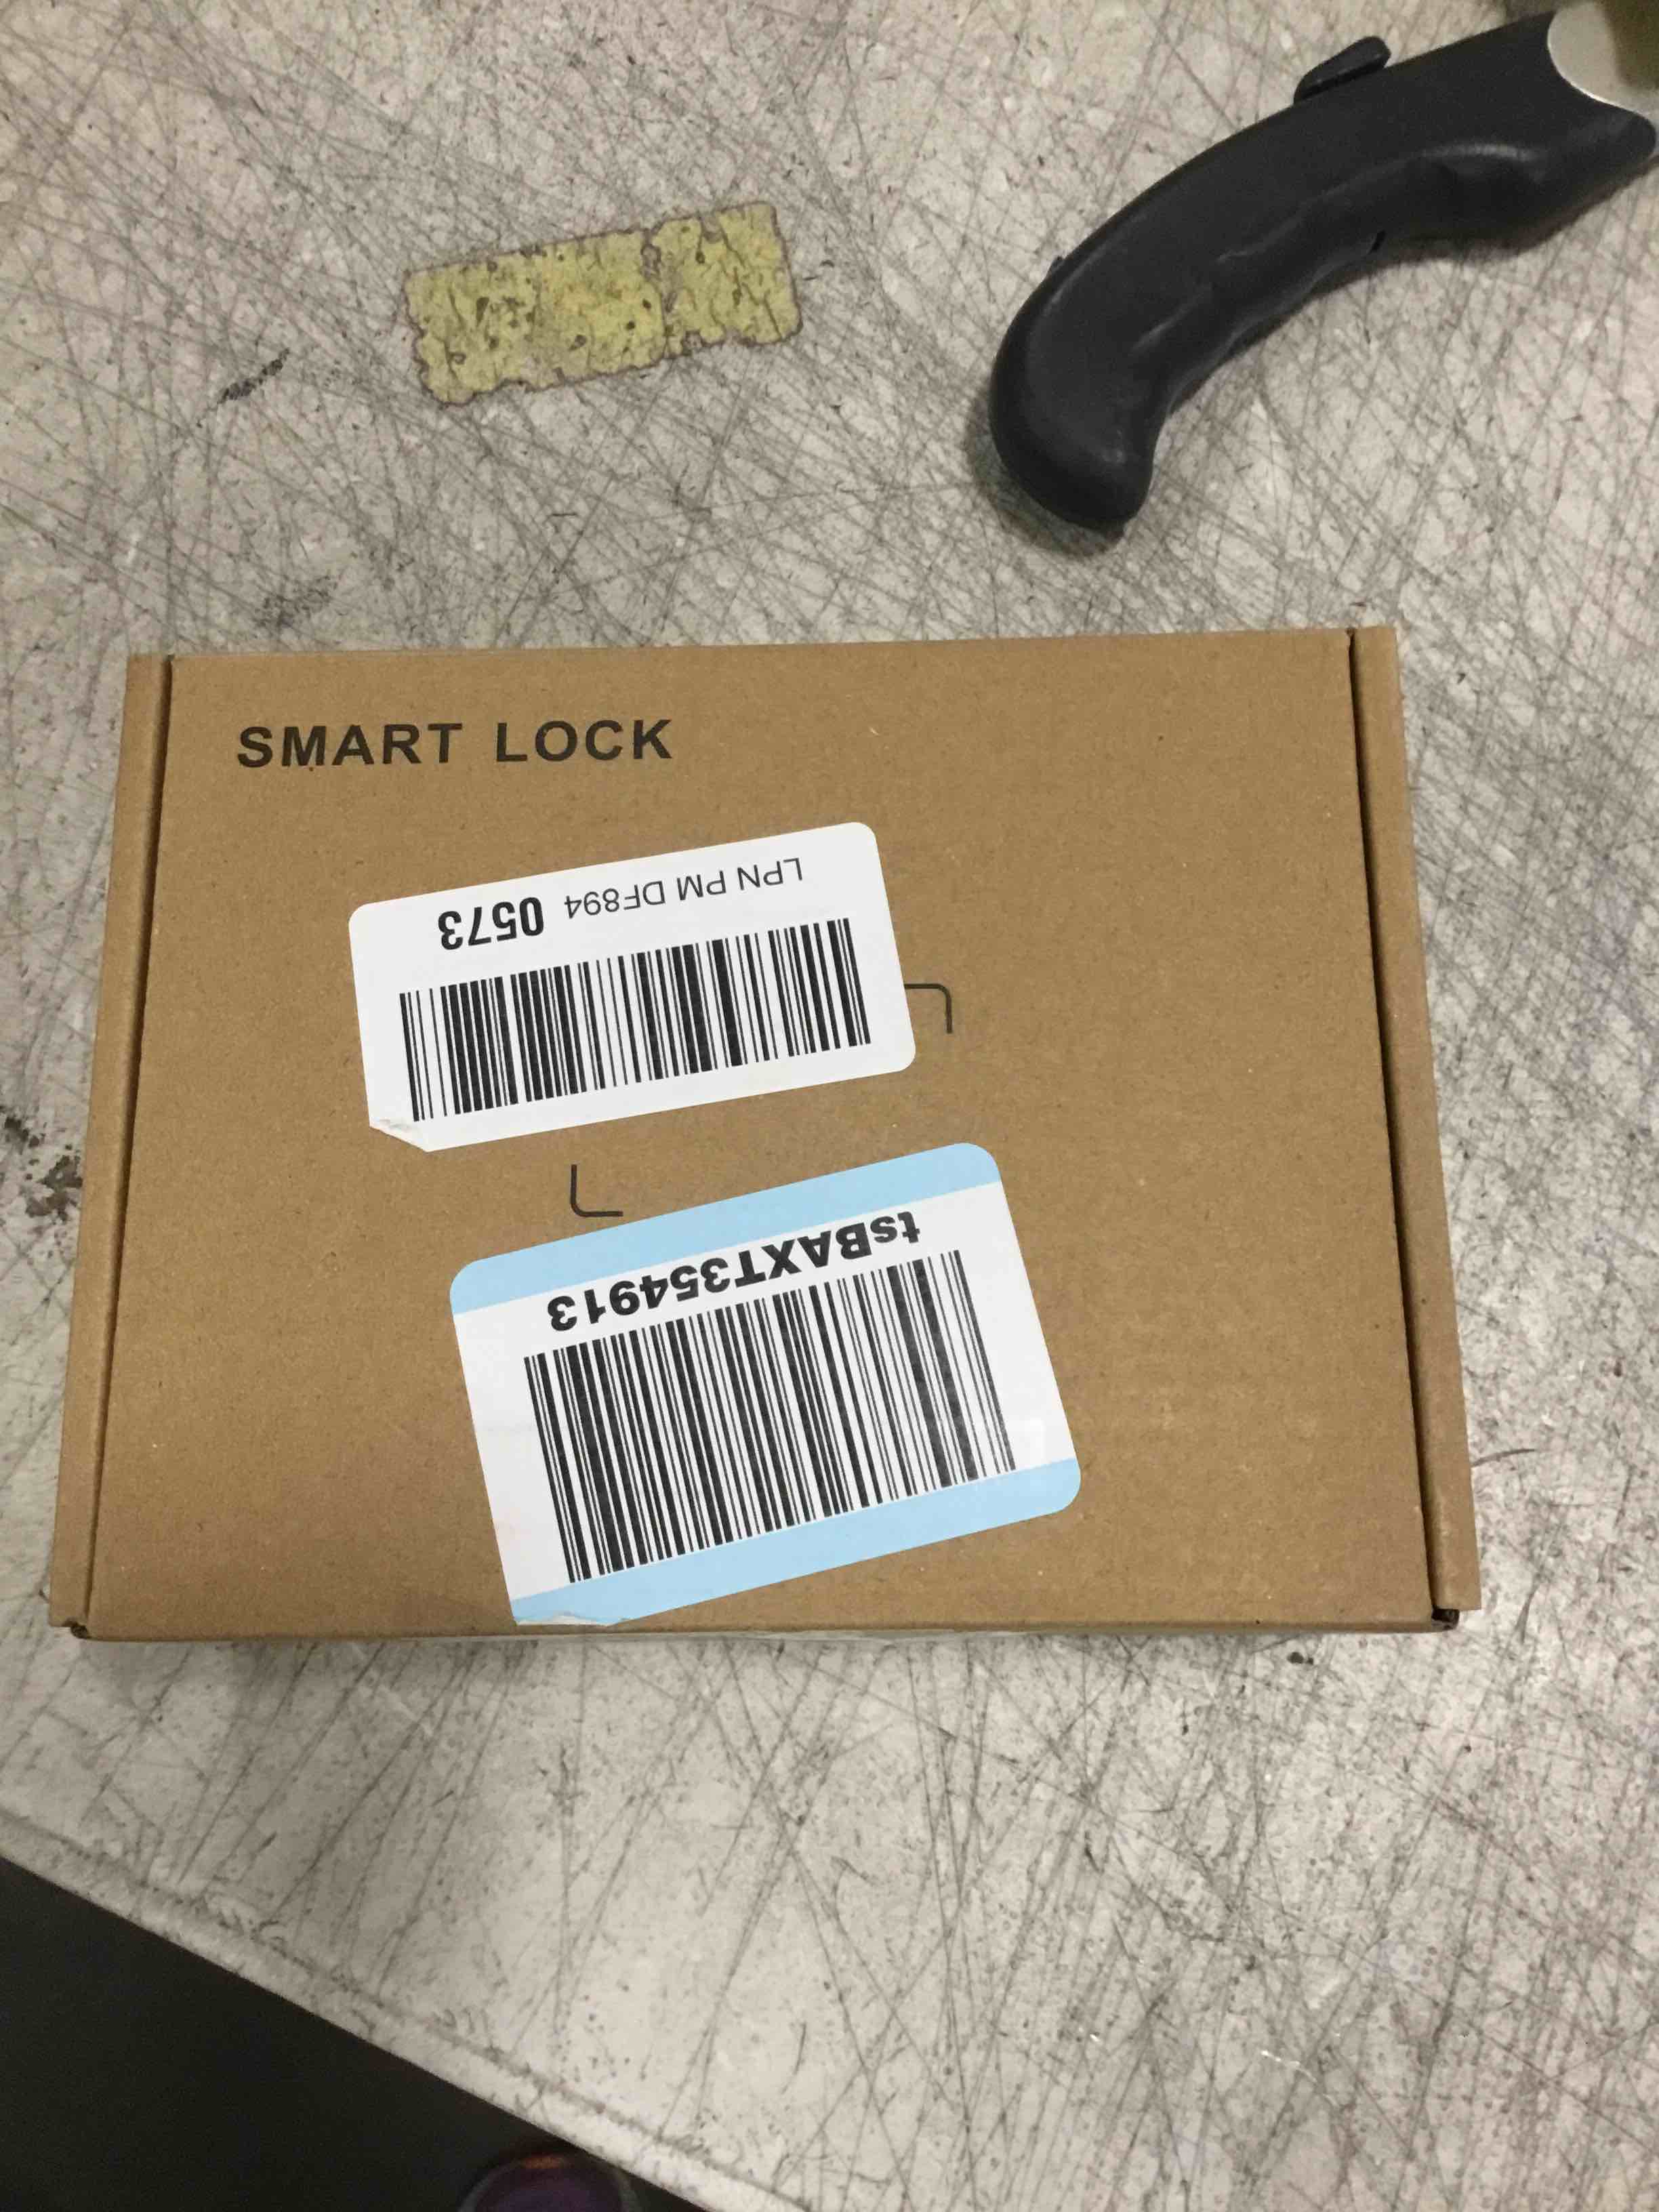 SMART LOCK
LPN PM DF894 0573
tsBAXT354913